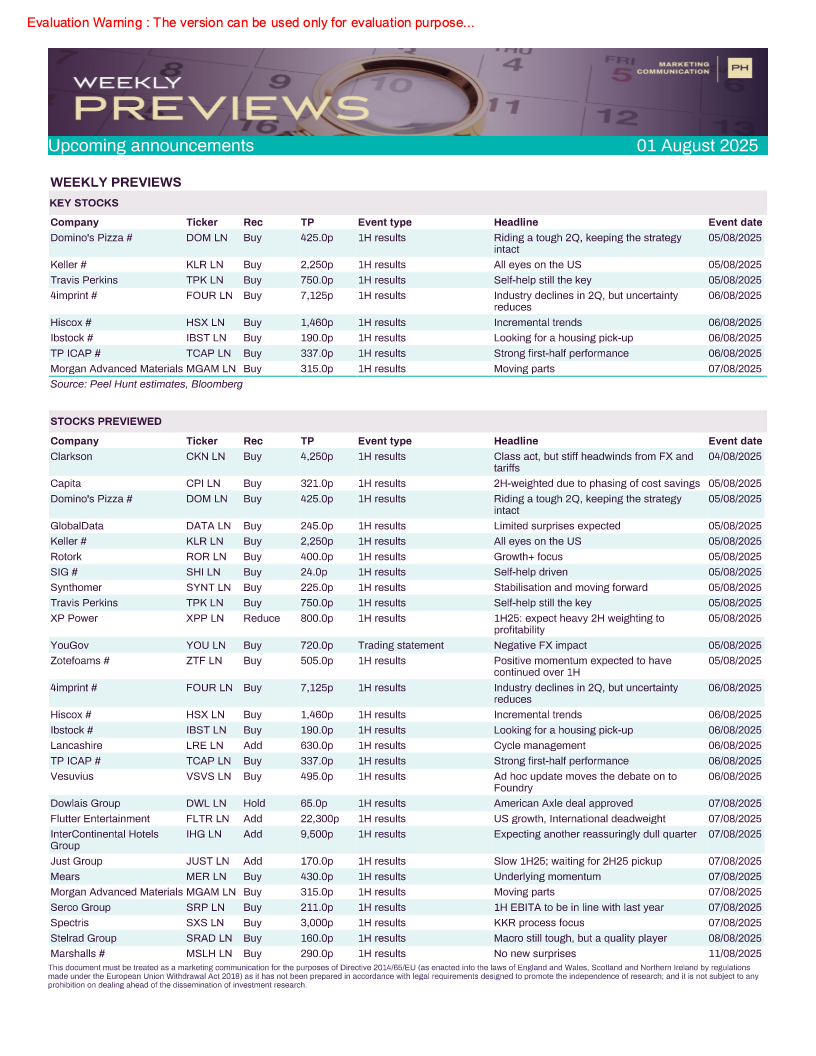 Evaluation Warning : The version can be used only for evaluation purpose...
THU
FRI
8
9
10
4
5
6
11
12
13
16
MARKETING
COMMUNICATION
PH
WEEKLY
PREVIEWS
Upcoming announcements 01 August 2025
WEEKLY PREVIEWS
KEY STOCKS
Company Ticker Rec TP Event type Headline Event date
Domino's Pizza # DOM LN Buy 425.0p 1H results Riding a tough 2Q, keeping the strategy 05/08/2025
intact
Keller # KLR LN Buy 2,250p 1H results All eyes on the US 05/08/2025
Travis Perkins TPK LN Buy 750.0p 1H results Self-help still the key 05/08/2025
4imprint # FOUR LN Buy 7,125p 1H results Industry declines in 2Q, but uncertainty 06/08/2025
reduces
Hiscox # HSX LN Buy 1,460p 1H results Incremental trends 06/08/2025
Ibstock # IBST LN Buy 190.0p 1H results Looking for a housing pick-up 06/08/2025
TP ICAP # TCAP LN Buy 337.0p 1H results Strong first-half performance 06/08/2025
Morgan Advanced Materials MGAM LN Buy 315.0p 1H results Moving parts 07/08/2025
Source: Peel Hunt estimates, Bloomberg
STOCKS PREVIEWED
Company Ticker Rec TP Event type Headline Event date
Clarkson CKN LN Buy 4,250p 1H results Class act, but stiff headwinds from FX and 04/08/2025
tariffs
Capita CPI LN Buy 321.0p 1H results 2H-weighted due to phasing of cost savings 05/08/2025
Domino's Pizza # DOM LN Buy 425.0p 1H results Riding a tough 2Q, keeping the strategy 05/08/2025
intact
GlobalData DATA LN Buy 245.0p 1H results Limited surprises expected 05/08/2025
Keller # KLR LN Buy 2,250p 1H results All eyes on the US 05/08/2025
Rotork ROR LN Buy 400.0p 1H results Growth+ focus 05/08/2025
SIG # SHI LN Buy 24.0p 1H results Self-help driven 05/08/2025
Synthomer SYNT LN Buy 225.0p 1H results Stabilisation and moving forward 05/08/2025
Travis Perkins TPK LN Buy 750.0p 1H results Self-help still the key 05/08/2025
XP Power XPP LN Reduce 800.0p 1H results 1H25: expect heavy 2H weighting to 05/08/2025
profitability
YouGov YOU LN Buy 720.0p Trading statement Negative FX impact 05/08/2025
Zotefoams # ZTF LN Buy 505.0p 1H results Positive momentum expected to have 05/08/2025
continued over 1H
4imprint # FOUR LN Buy 7,125p 1H results Industry declines in 2Q, but uncertainty 06/08/2025
reduces
Hiscox # HSX LN Buy 1,460p 1H results Incremental trends 06/08/2025
Ibstock # IBST LN Buy 190.0p 1H results Looking for a housing pick-up 06/08/2025
Lancashire LRE LN Add 630.0p 1H results Cycle management 06/08/2025
TP ICAP # TCAP LN Buy 337.0p 1H results Strong first-half performance 06/08/2025
Vesuvius VSVS LN Buy 495.0p 1H results Ad hoc update moves the debate on to 06/08/2025
Foundry
Dowlais Group DWL LN Hold 65.0p 1H results American Axle deal approved 07/08/2025
Flutter Entertainment FLTR LN Add 22,300p 1H results US growth, International deadweight 07/08/2025
InterContinental Hotels IHG LN Add 9,500p 1H results Expecting another reassuringly dull quarter 07/08/2025
Group
Just Group JUST LN Add 170.0p 1H results Slow 1H25; waiting for 2H25 pickup 07/08/2025
Mears MER LN Buy 430.0p 1H results Underlying momentum 07/08/2025
Morgan Advanced Materials MGAM LN Buy 315.0p 1H results Moving parts 07/08/2025
Serco Group SRP LN Buy 211.0p 1H results 1H EBITA to be in line with last year 07/08/2025
Spectris SXS LN Buy 3,000p 1H results KKR process focus 07/08/2025
Stelrad Group SRAD LN Buy 160.0p 1H results Macro still tough, but a quality player 08/08/2025
Marshalls # MSLH LN Buy 290.0p 1H results No new surprises 11/08/2025
This document must be treated as a marketing communication for the purposes of Directive 2014/65/EU (as enacted into the laws of England and Wales, Scotland and Northern Ireland by regulations
made under the European Union Withdrawal Act 2018) as it has not been prepared in accordance with legal requirements designed to promote the independence of research; and it is not subject to any
prohibition on dealing ahead of the dissemination of investment research.